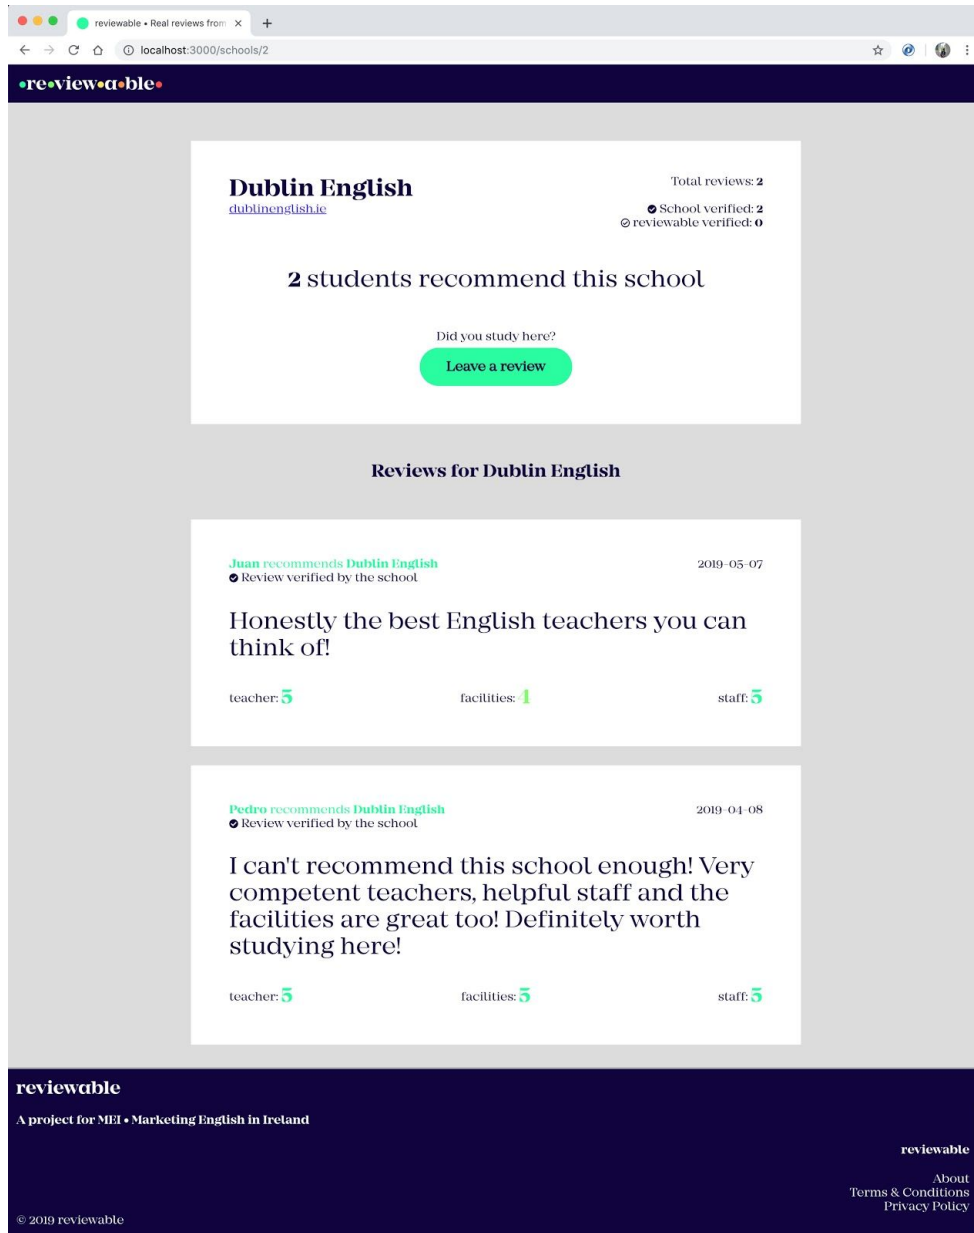 reviewable • Real reviews from
localhost:3000/schools/2
•re•view•a•ble•
Dublin English
dublinenglish.ie
Total reviews: 2
School verified: 2
reviewable verified: 0
2 students recommend this school
Did you study here?
Leave a review
Reviews for Dublin English
Juan recommends Dublin English
2019-05-07
Review verified by the school
Honestly the best English teachers you can
think of!
teacher: 5 facilities: 4 staff: 5
Pedro recommends Dublin English
2019-04-08
Review verified by the school
I can't recommend this school enough! Very
competent teachers, helpful staff and the
facilities are great too! Definitely worth
studying here!
teacher: 5 facilities: 5 staff: 5
reviewable
A project for MEI • Marketing English in Ireland
reviewable
About
Terms & Conditions
Privacy Policy
© 2019 reviewable